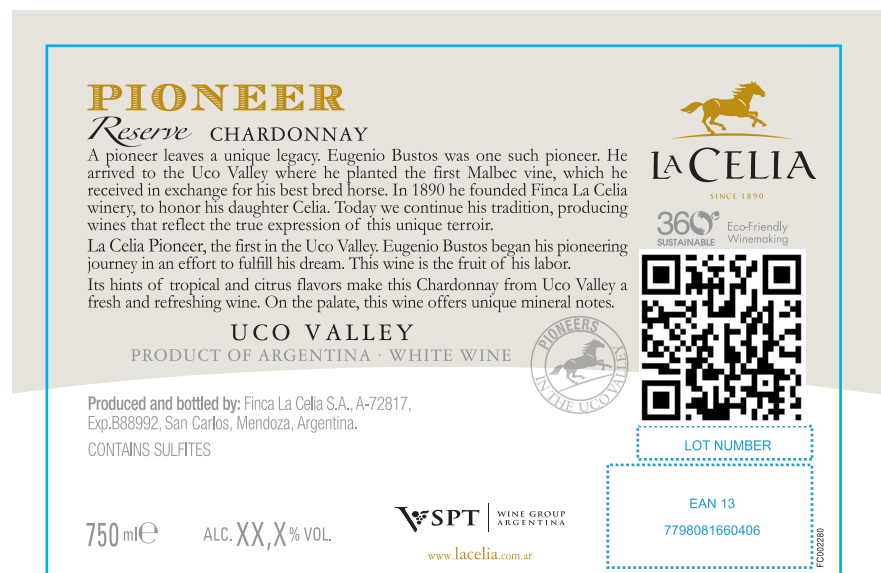 PIONEER
Reserve CHARDONNAY
A pioneer leaves a unique legacy. Eugenio Bustos was one such pioneer. He
arrived to the Uco Valley where he planted the first Malbec vine, which he
received in exchange for his best bred horse. In 1890 he founded Finca La Celia
winery, to honor his daughter Celia. Today we continue his tradition, producing
wines that reflect the true expression of this unique terroir.
La Celia Pioneer, the first in the Uco Valley. Eugenio Bustos began his pioneering
journey in an effort to fulfill his dream. This wine is the fruit of his labor.
Its hints of tropical and citrus flavors make this Chardonnay from Uco Valley a
fresh and refreshing wine. On the palate, this wine offers unique mineral notes.
UCO VALLEY
PRODUCT OF ARGENTINA · WHITE WINE
PIONEERS
IN THE UCO VALLEY
Produced and bottled by: Finca La Celia S.A., A-72817,
Exp.B88992, San Carlos, Mendoza, Argentina.
CONTAINS SULFITES
750 ml℮
ALC. XX,X % VOL.
SPT
WINE GROUP
ARGENTINA
www.lacelia.com.ar
LA CELIA
SINCE 1890
360°
SUSTAINABLE
Eco-Friendly
Winemaking
LOT NUMBER
EAN 13
7798081660406
FC002280